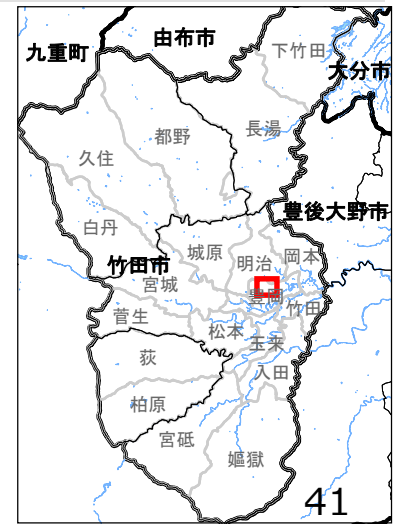 由布市
九重町
下竹田
大分市
都野
長湯
久住
豊後大野市
白丹
城原
岡本
明治
竹田市
宮城
豊岡
竹田
菅生
松本
玉来
荻
入田
柏原
宮砥
嫗獄
41